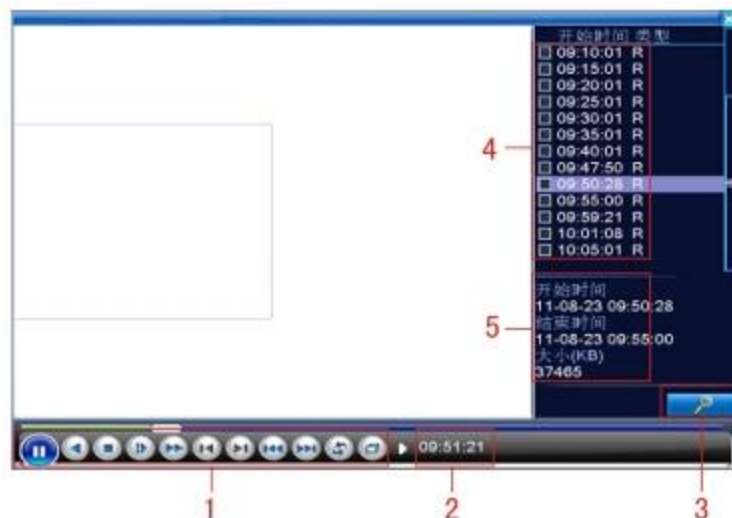 开始时间 类型
09:10:01 R
09:15:01 R
09:20:01 R
09:25:01 R
09:30:01 R
09:35:01 R
09:40:01 R
09:47:50 R
09:50:28 R
09:55:00 R
09:59:21 R
10:01:08 R
10:05:01 R
4
开始时间
11-08-23 09:50:28
结束时间
11-08-23 09:55:00
大小(KB)
37465
5
09:51:21
1
2
3